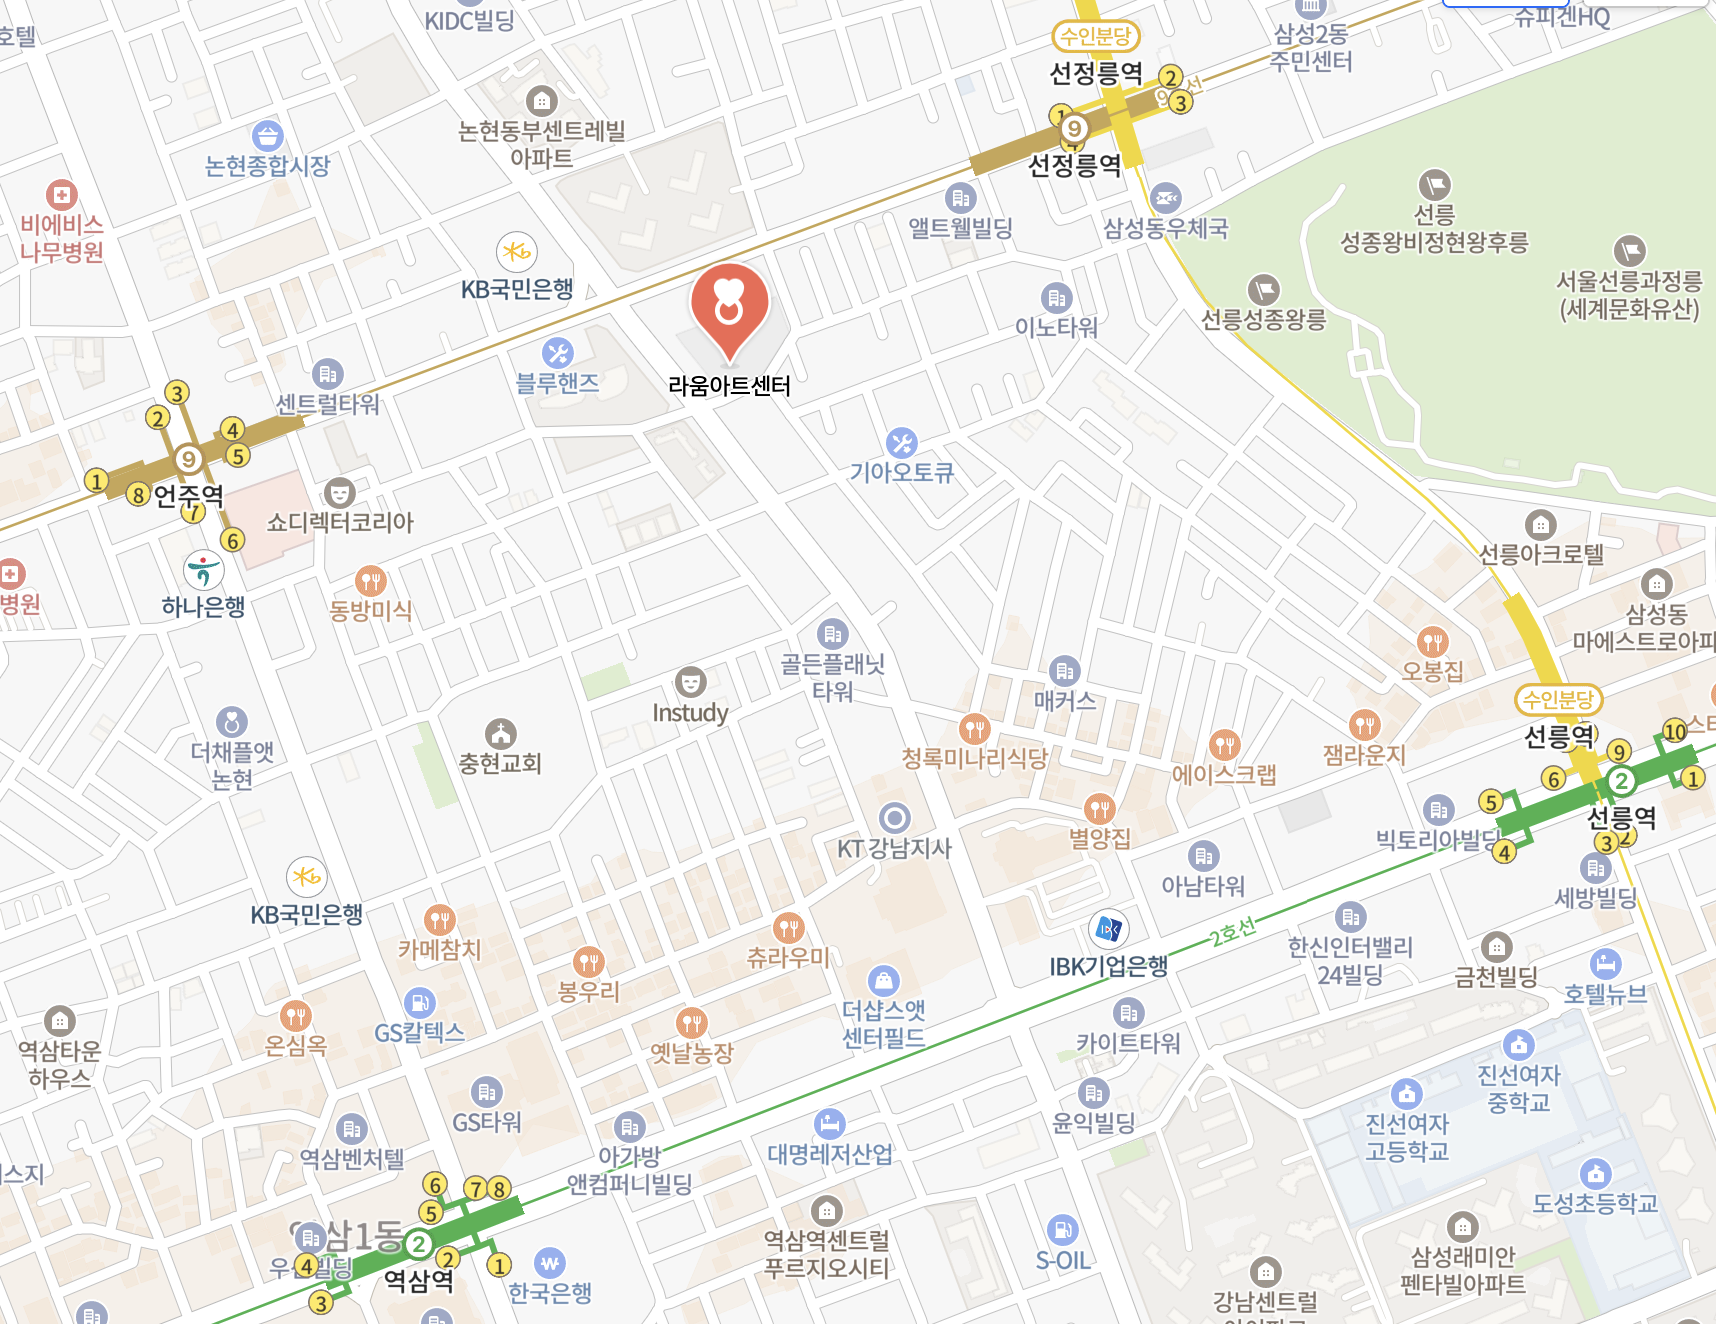 호텔
KIDC빌딩
수인분당
선정릉역
삼성2동
주민센터
슈피겐HQ
2
3
1
9
4
선정릉역
논현동부센트레빌
아파트
논현종합시장
비에비스
나무병원
KB국민은행
앨트웰빌딩
삼성동우체국
선릉
성종왕비정현왕후릉
서울선릉과정릉
(세계문화유산)
선릉성종왕릉
이노타워
블루핸즈
라움아트센터
센트럴타워
3
2
4
5
9
1
8
언주역
7
6
쇼디렉터코리아
기아오토큐
하나은행
병원
동방미식
선릉아크로텔
삼성동
마에스트로아파
오봉집
골든플래닛
타워
매커스
Instudy
수인분당
선릉역
더채플앳
논현
충현교회
청록미나리식당
에이스크랩
잼라운지
10
9
6
1
2
5
선릉역
3
2
4
빅토리아빌딩
별양집
KT 강남지사
아남타워
세방빌딩
KB국민은행
카메참치
츄라우미
IBK기업은행
2호선
한신인터밸리
24빌딩
금천빌딩
호텔뉴브
봉우리
더샵스앳
센터필드
카이트타워
온심옥
GS칼텍스
옛날농장
역삼타운
하우스
진선여자
중학교
GS타워
윤익빌딩
진선여자
고등학교
역삼벤처텔
아가방
앤컴퍼니빌딩
대명레저산업
도성초등학교
스지
6
7
8
5
2
4
2
1
3
역삼역
한국은행
역삼역센트럴
푸르지오시티
S-OIL
삼성래미안
펜타빌아파트
강남센트럴